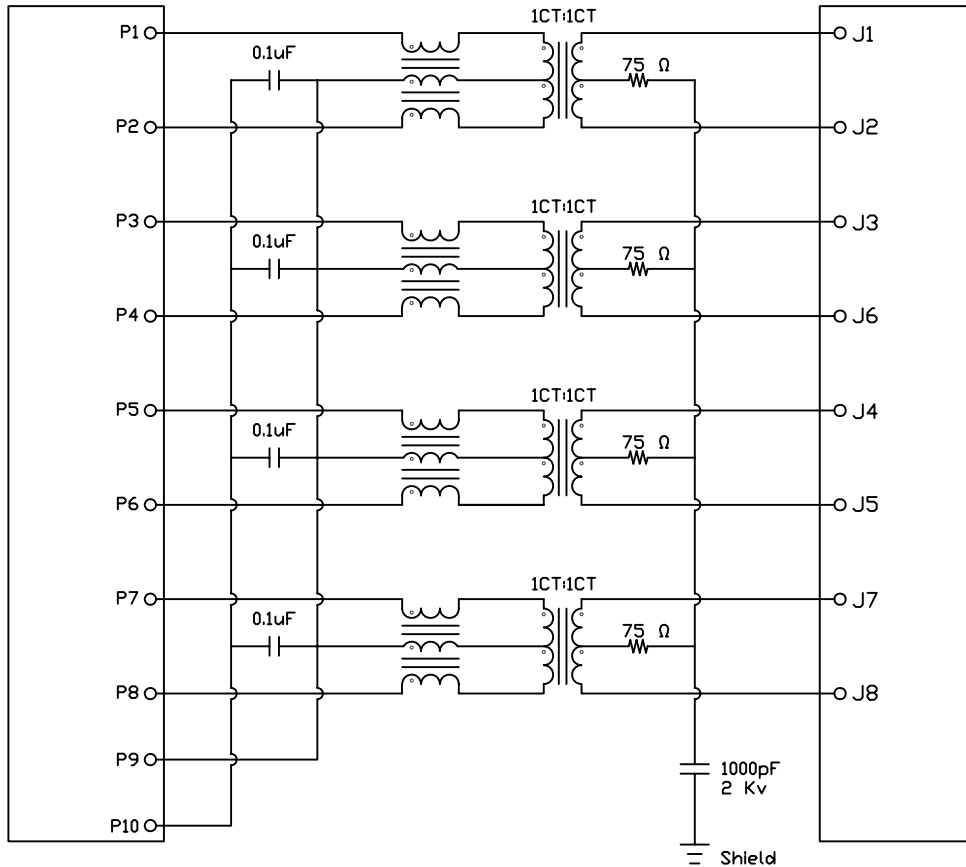 1CT:1CT
P1
J1
0.1uF
75 Ω
P2
J2
1CT:1CT
P3
J3
0.1uF
75 Ω
P4
J6
1CT:1CT
P5
J4
0.1uF
75 Ω
P6
J5
1CT:1CT
P7
J7
0.1uF
75 Ω
P8
J8
P9
1000pF
2 Kv
P10
Shield